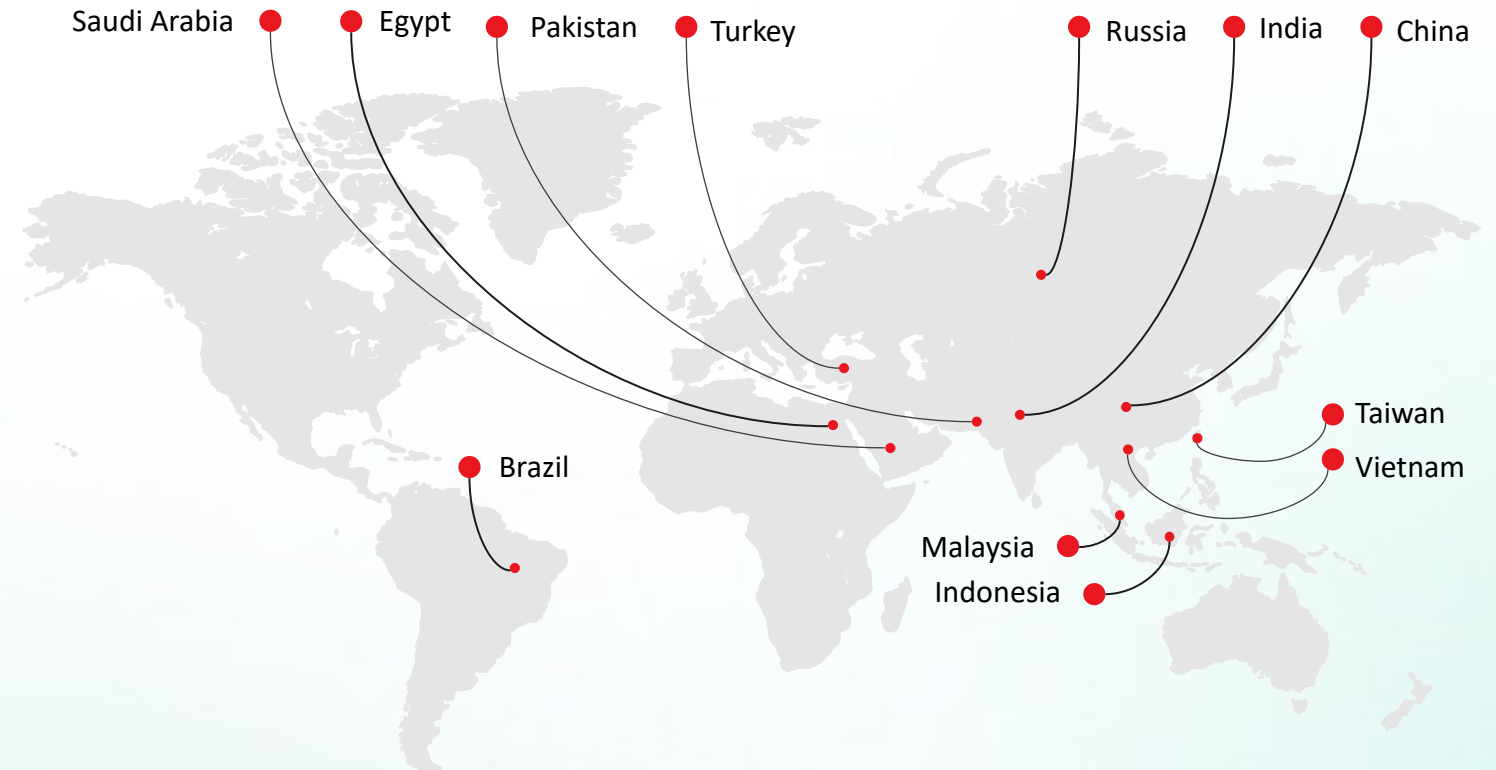 Saudi Arabia
Egypt
Pakistan
Turkey
Russia
India
China
Taiwan
Vietnam
Brazil
Malaysia
Indonesia